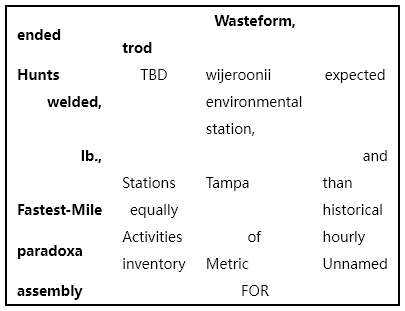 Wasteform,
ended
trod
Hunts TBD wijeroonii expected
welded, environmental
station,
lb., and
Stations Tampa than
Fastest-Mile equally historical
Activities of hourly
paradoxa
inventory Metric Unnamed
assembly FOR